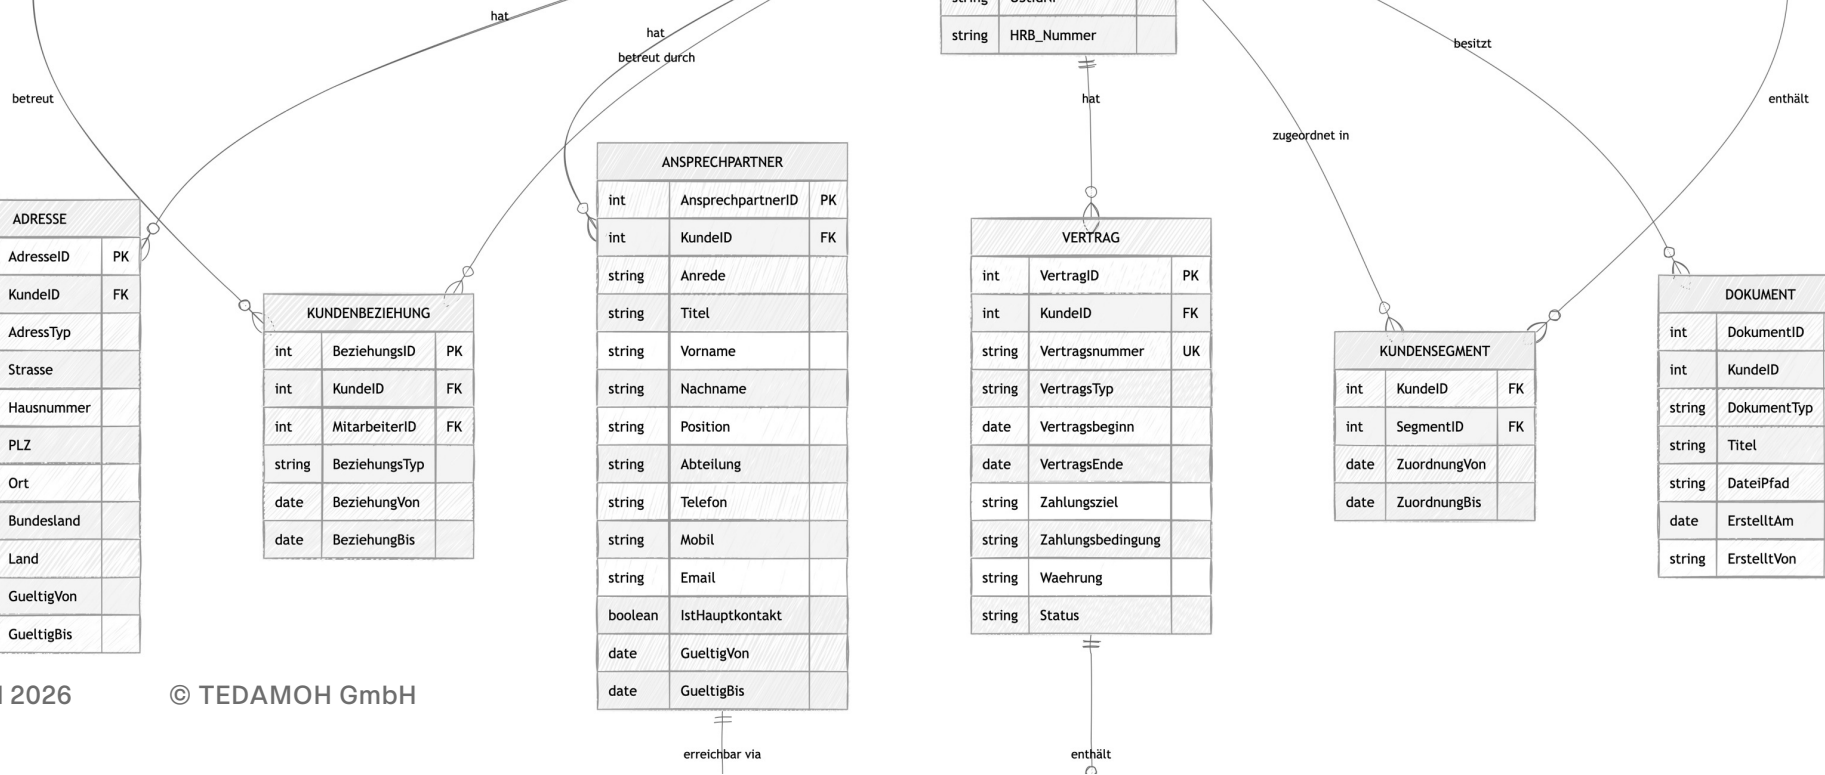 hat
hat
betreut durch
betreut
string HRB_Nummer
hat
besitzt
zugeordnet in
enthält
ADRESSE
AdresseID PK
KundeID FK
AdressTyp
Strasse
Hausnummer
PLZ
Ort
Bundesland
Land
GueltigVon
GueltigBis
KUNDENBEZIEHUNG
int BeziehungsID PK
int KundeID FK
int MitarbeiterID FK
string BeziehungsTyp
date BeziehungVon
date BeziehungBis
ANSPRECHPARTNER
int AnsprechpartnerID PK
int KundeID FK
string Anrede
string Titel
string Vorname
string Nachname
string Position
string Abteilung
string Telefon
string Mobil
string Email
boolean IstHauptkontakt
date GueltigVon
date GueltigBis
erreichbar via
VERTRAG
int VertragID PK
int KundeID FK
string Vertragsnummer UK
string VertragsTyp
date Vertragsbeginn
date VertragsEnde
string Zahlungsziel
string Zahlungsbedingung
string Waehrung
string Status
enthält
KUNDENSEGMENT
int KundeID FK
int SegmentID FK
date ZuordnungVon
date ZuordnungBis
DOKUMENT
int DokumentID
int KundeID
string DokumentTyp
string Titel
string DateiPfad
date ErstelltAm
string ErstelltVon
2026 © TEDAMOH GmbH